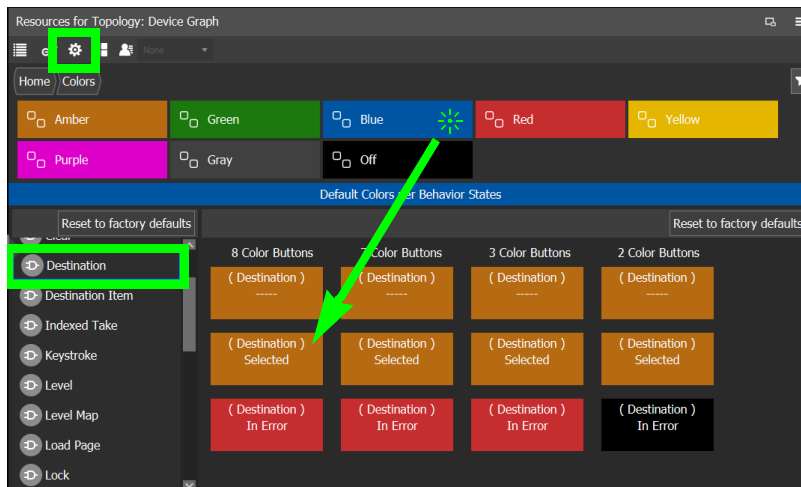 Resources for Topology: Device Graph
None
Home Colors
Amber Green Blue Red Yellow
Purple Gray Off
Default Colors per Behavior States
Reset to factory defaults Reset to factory defaults
Clear
Destination
Destination Item
Indexed Take
Keystroke
Level
Level Map
Load Page
Lock
8 Color Buttons 7 Color Buttons 3 Color Buttons 2 Color Buttons
( Destination ) ( Destination ) ( Destination ) ( Destination )
----- ----- ----- -----
( Destination ) ( Destination ) ( Destination ) ( Destination )
Selected Selected Selected Selected
( Destination ) ( Destination ) ( Destination ) ( Destination )
In Error In Error In Error In Error